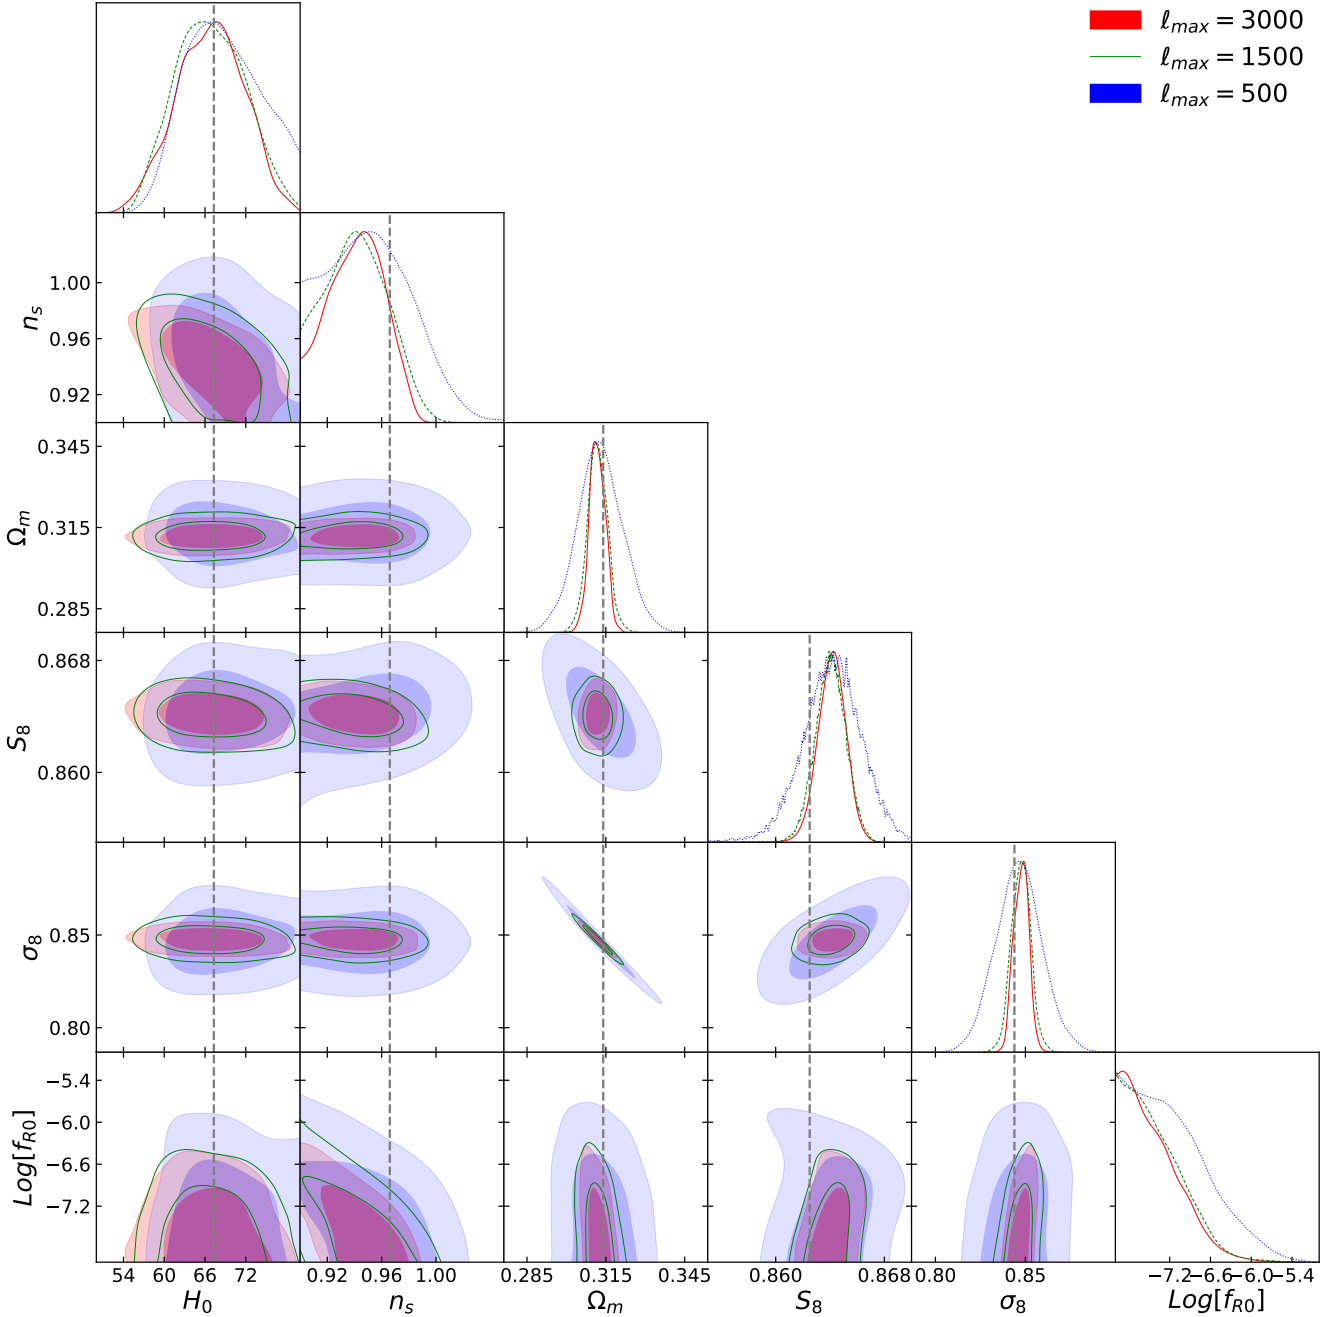 ℓmax = 3000
ℓmax = 1500
ℓmax = 500
1.00
0.96
0.92
ns
0.345
0.315
0.285
Ωm
0.868
0.860
S8
0.85
0.80
σ8
−5.4
−6.0
−6.6
−7.2
Log[fR0]
54 60 66 72 0.92 0.96 1.00 0.285 0.315 0.345 0.860 0.868 0.80 0.85 −7.2 −6.6 −6.0 −5.4
H0 ns Ωm S8 σ8 Log[fR0]